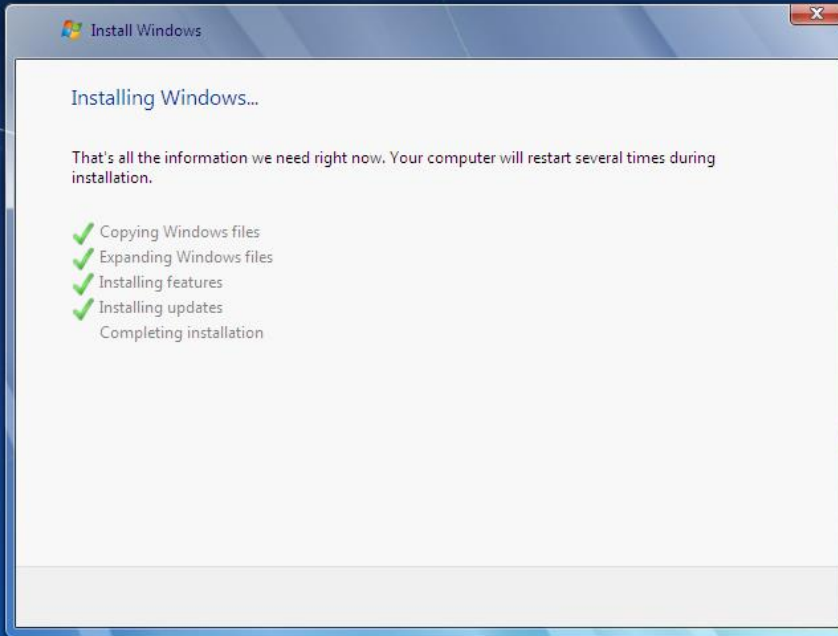 Install Windows
Installing Windows...
That's all the information we need right now. Your computer will restart several times during
installation.
Copying Windows files
Expanding Windows files
Installing features
Installing updates
Completing installation